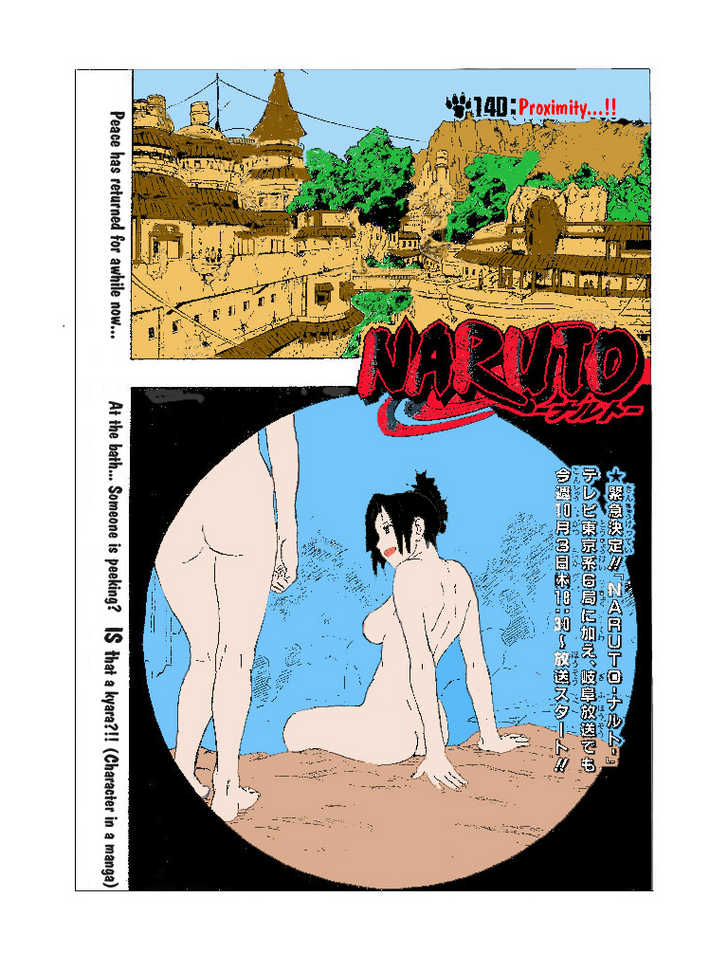 140: Proximity...!!
Peace has returned for awhile now...
NARUTO
-ナルト-
At the bath... Someone is peeking? IS that a kyara?!! (Character in a manga)
★緊急決定!!『NARUTO-ナルト-』
テレビ東京系6局に加え、岐阜放送でも
今週10月3日木18:30〜放送スタート!!